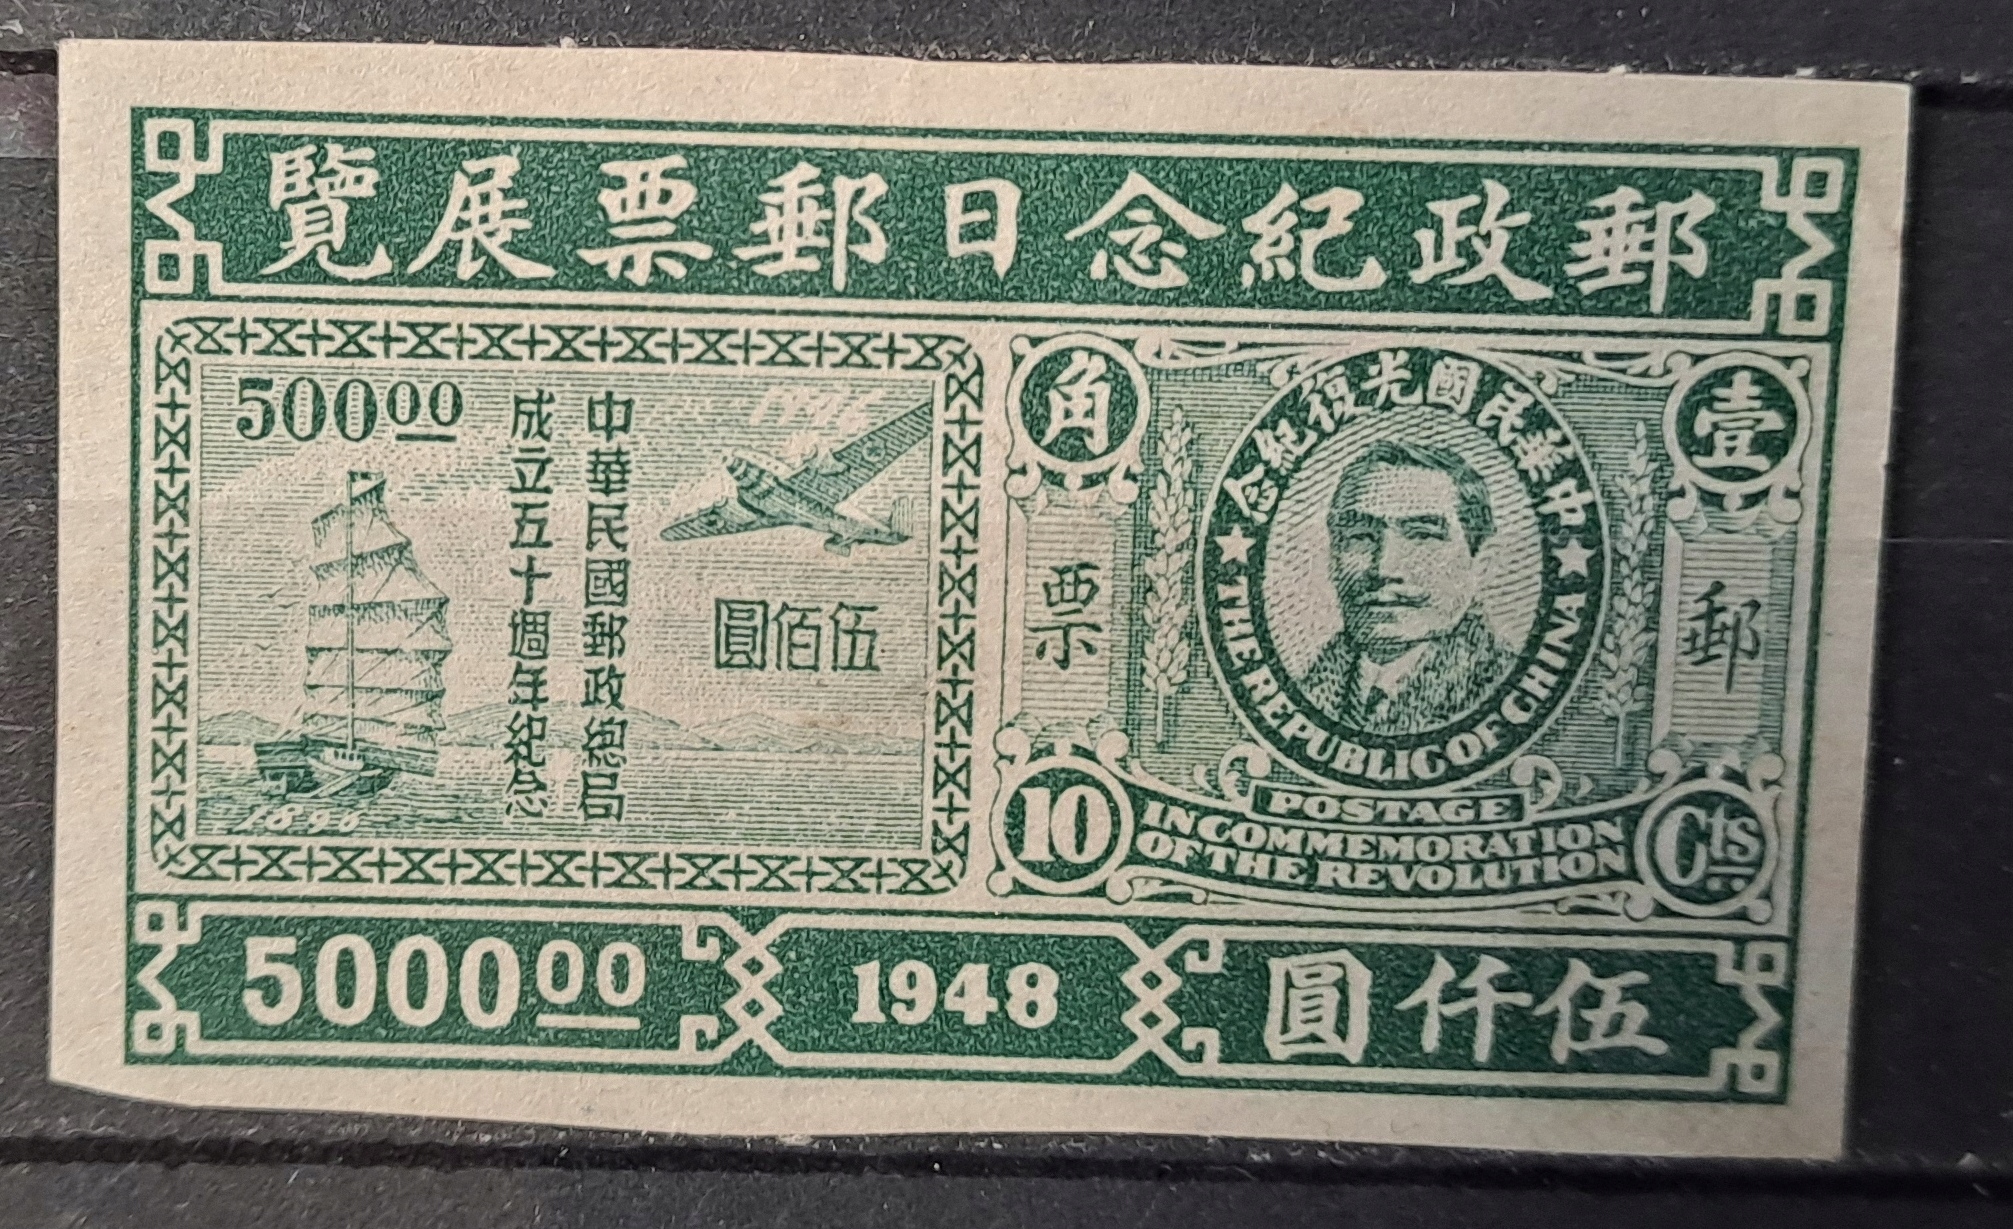 郵政紀念日郵票展覽
500 00
1947
中華民國郵政總局
成立五十週年紀念
伍佰圓
1896
壹角
中華民國光復紀念
郵票
THE REPUBLIC OF CHINA
POSTAGE
10 IN COMMEMORATION Cts
OF THE REVOLUTION
5000 00
1948
伍仟圓